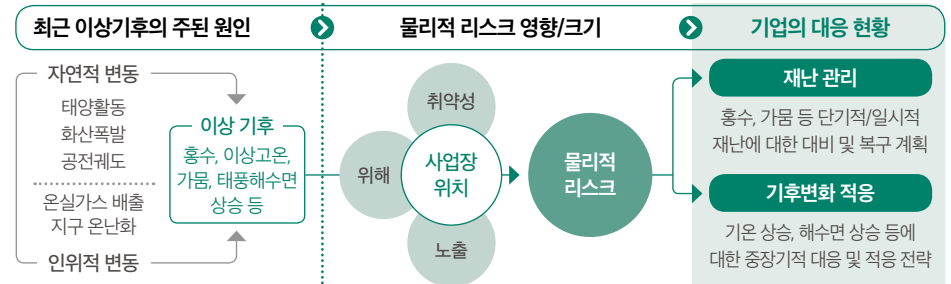 최근 이상기후의 주된 원인
물리적 리스크 영향/크기
기업의 대응 현황
자연적 변동
태양활동
화산폭발
공전궤도
온실가스 배출
지구 온난화
인위적 변동
이상 기후
홍수, 이상고온,
가뭄, 태풍해수면
상승 등
취약성
위해
사업장
위치
노출
물리적
리스크
재난 관리
홍수, 가뭄 등 단기적/일시적
재난에 대한 대비 및 복구 계획
기후변화 적응
기온 상승, 해수면 상승 등에
대한 중장기적 대응 및 적응 전략